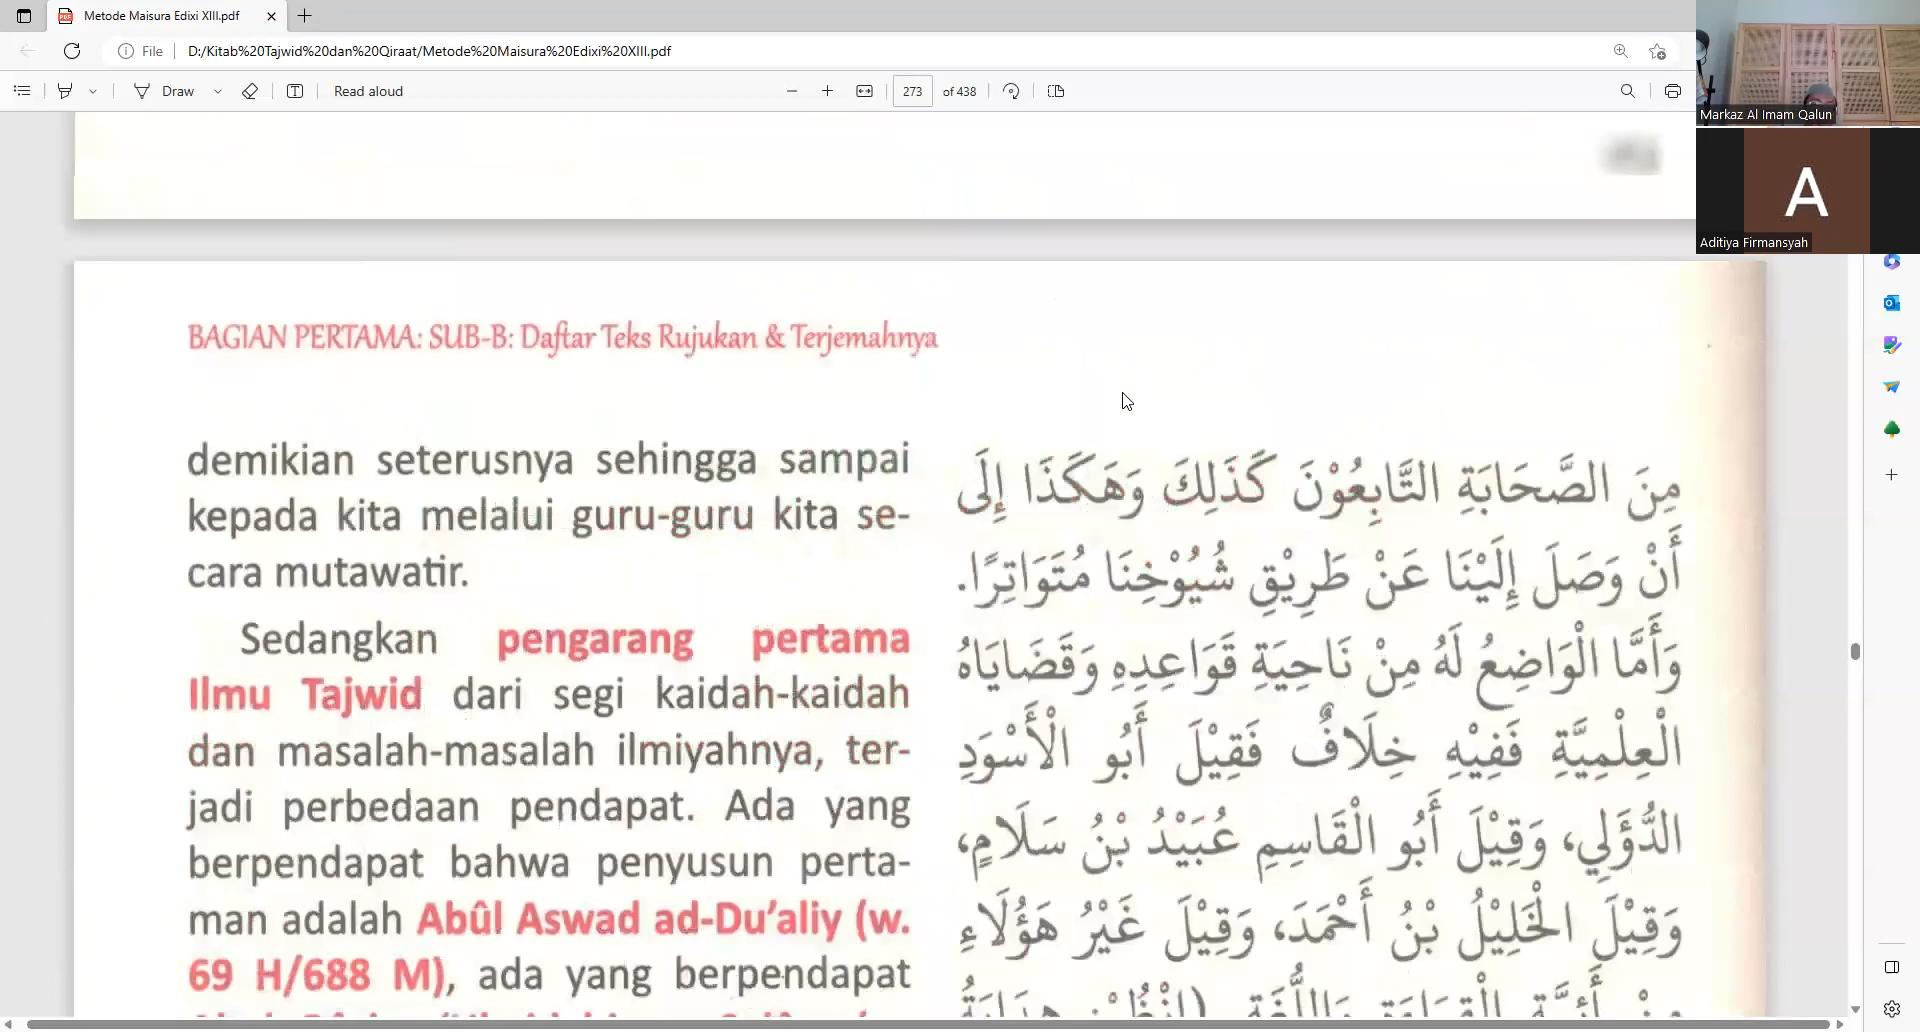 Metode Maisura Edixi XIII.pdf
File
D:/Kitab%20Tajwid%20dan%20Qiraat/Metode%20Maisura%20Edixi%20XIII.pdf
Draw
Read aloud
273
of 438
Markaz Al Imam Qalun
A
Aditiya Firmansyah
BAGIAN PERTAMA: SUB-B: Daftar Teks Rujukan & Terjemahnya
demikian seterusnya sehingga sampai
kepada kita melalui guru-guru kita se-
cara mutawatir.
Sedangkan pengarang pertama
Ilmu Tajwid dari segi kaidah-kaidah
dan masalah-masalah ilmiyahnya, ter-
jadi perbedaan pendapat. Ada yang
berpendapat bahwa penyusun perta-
man adalah Abûl Aswad ad-Du’aliy (w.
69 H/688 M), ada yang berpendapat
مِنَ الصَّحَابَةِ التَّابِعُوْنَ كَذَلِكَ وَهَكَذَا إِلَى
أَنْ وَصَلَ إِلَيْنَا عَنْ طَرِيْقِ شُيُوْخِنَا مُتَوَاتِرًا.
وَأَمَّا الْوَاضِعُ لَهُ مِنْ نَاحِيَةِ قَوَاعِدِهِ وَقَضَايَاهُ
الْعِلْمِيَّةِ فَفِيْهِ خِلَافٌ فَقِيْلَ أَبُو الْأَسْوَدِ
الدُّؤَلِي، وَقِيْلَ أَبُو الْقَاسِمِ عُبَيْدُ بْنُ سَلَامٍ،
وَقِيْلَ الْخَلِيْلُ بْنُ أَحْمَدَ، وَقِيْلَ غَيْرُ هَؤُلَاءِ